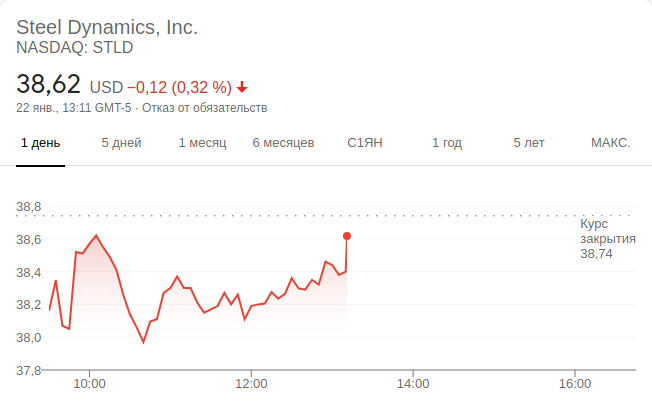 Steel Dynamics, Inc.
NASDAQ: STLD
38,62 USD −0,12 (0,32 %)
22 янв., 13:11 GMT-5 · Отказ от обязательств
1 день 5 дней 1 месяц 6 месяцев С1ЯН 1 год 5 лет МАКС.
38,8
Курс
закрытия
38,74
38,6
38,4
38,2
38,0
37,8
10:00 12:00 14:00 16:00